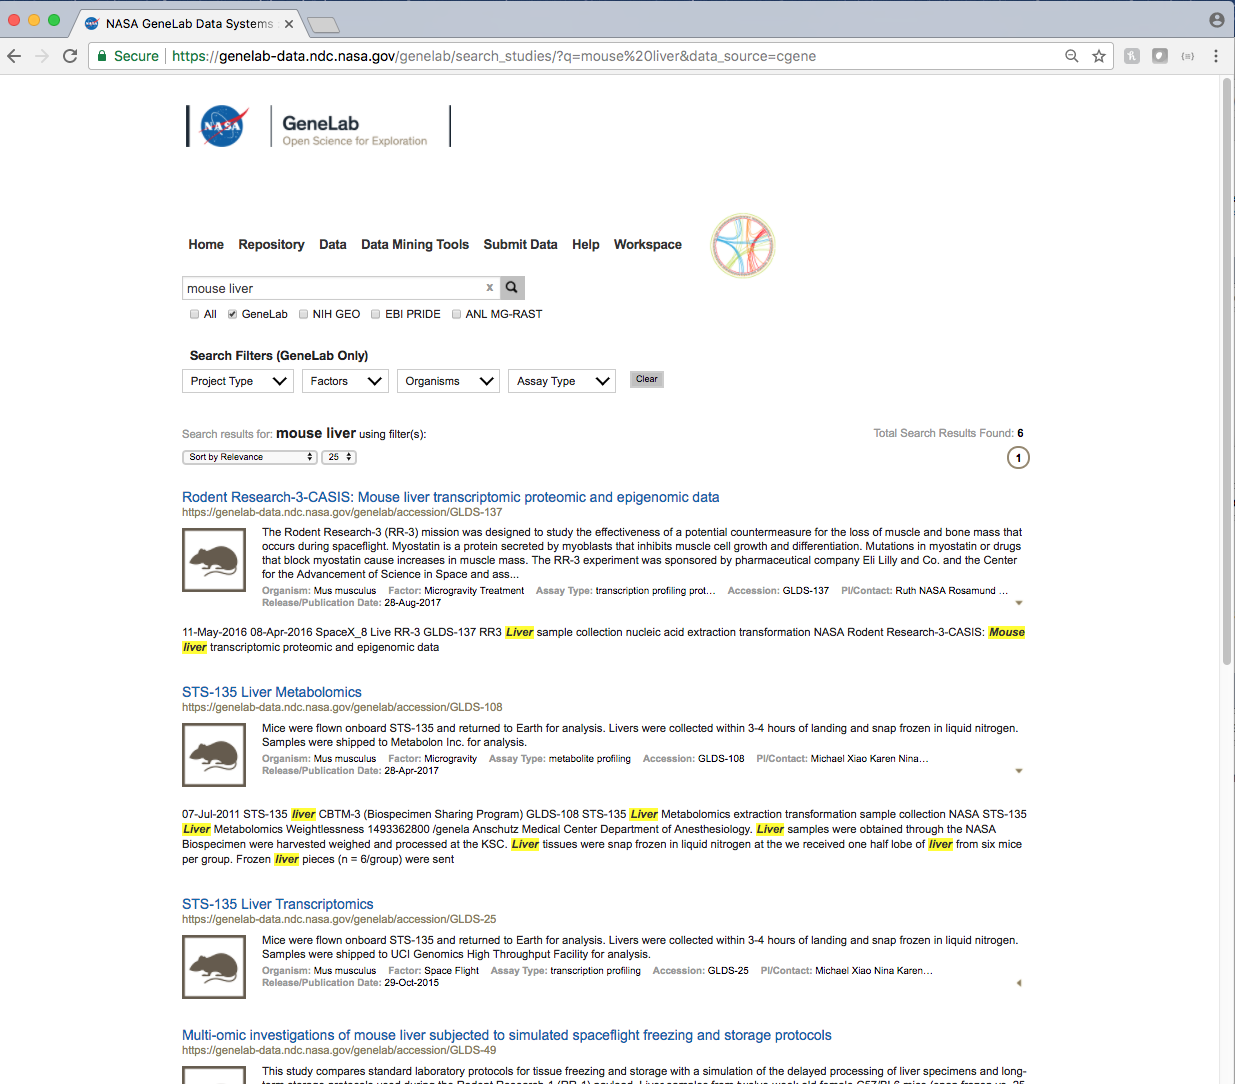 NASA GeneLab Data Systems
Secure https://genelab-data.ndc.nasa.gov/genelab/search_studies/?q=mouse%20liver&data_source=cgene
NASA
GeneLab
Open Science for Exploration
Home Repository Data Data Mining Tools Submit Data Help Workspace
mouse liver x
All GeneLab NIH GEO EBI PRIDE ANL MG-RAST
Search Filters (GeneLab Only)
Project Type Factors Organisms Assay Type Clear
Search results for: mouse liver using filter(s): Total Search Results Found: 6
Sort by Relevance 25 1
Rodent Research-3-CASIS: Mouse liver transcriptomic proteomic and epigenomic data
https://genelab-data.ndc.nasa.gov/genelab/accession/GLDS-137
The Rodent Research-3 (RR-3) mission was designed to study the effectiveness of a potential countermeasure for the loss of muscle and bone mass that
occurs during spaceflight. Myostatin is a protein secreted by myoblasts that inhibits muscle cell growth and differentiation. Mutations in myostatin or drugs
that block myostatin cause increases in muscle mass. The RR-3 experiment was sponsored by pharmaceutical company Eli Lilly and Co. and the Center
for the Advancement of Science in Space and ass...
Organism: Mus musculus Factor: Microgravity Treatment Assay Type: transcription profiling prot... Accession: GLDS-137 PI/Contact: Ruth NASA Rosamund ...
Release/Publication Date: 28-Aug-2017
11-May-2016 08-Apr-2016 SpaceX_8 Live RR-3 GLDS-137 RR3 Liver sample collection nucleic acid extraction transformation NASA Rodent Research-3-CASIS: Mouse
liver transcriptomic proteomic and epigenomic data
STS-135 Liver Metabolomics
https://genelab-data.ndc.nasa.gov/genelab/accession/GLDS-108
Mice were flown onboard STS-135 and returned to Earth for analysis. Livers were collected within 3-4 hours of landing and snap frozen in liquid nitrogen.
Samples were shipped to Metabolon Inc. for analysis.
Organism: Mus musculus Factor: Microgravity Assay Type: metabolite profiling Accession: GLDS-108 PI/Contact: Michael Xiao Karen Nina...
Release/Publication Date: 28-Apr-2017
07-Jul-2011 STS-135 liver CBTM-3 (Biospecimen Sharing Program) GLDS-108 STS-135 Liver Metabolomics extraction transformation sample collection NASA STS-135
Liver Metabolomics Weightlessness 1493362800 /genela Anschutz Medical Center Department of Anesthesiology. Liver samples were obtained through the NASA
Biospecimen were harvested weighed and processed at the KSC. Liver tissues were snap frozen in liquid nitrogen at the we received one half lobe of liver from six mice
per group. Frozen liver pieces (n = 6/group) were sent
STS-135 Liver Transcriptomics
https://genelab-data.ndc.nasa.gov/genelab/accession/GLDS-25
Mice were flown onboard STS-135 and returned to Earth for analysis. Livers were collected within 3-4 hours of landing and snap frozen in liquid nitrogen.
Samples were shipped to UCI Genomics High Throughput Facility for analysis.
Organism: Mus musculus Factor: Space Flight Assay Type: transcription profiling Accession: GLDS-25 PI/Contact: Michael Xiao Nina Karen...
Release/Publication Date: 29-Oct-2015
Multi-omic investigations of mouse liver subjected to simulated spaceflight freezing and storage protocols
https://genelab-data.ndc.nasa.gov/genelab/accession/GLDS-49
This study compares standard laboratory protocols for tissue freezing and storage with a simulation of the delayed processing of liver specimens and long-